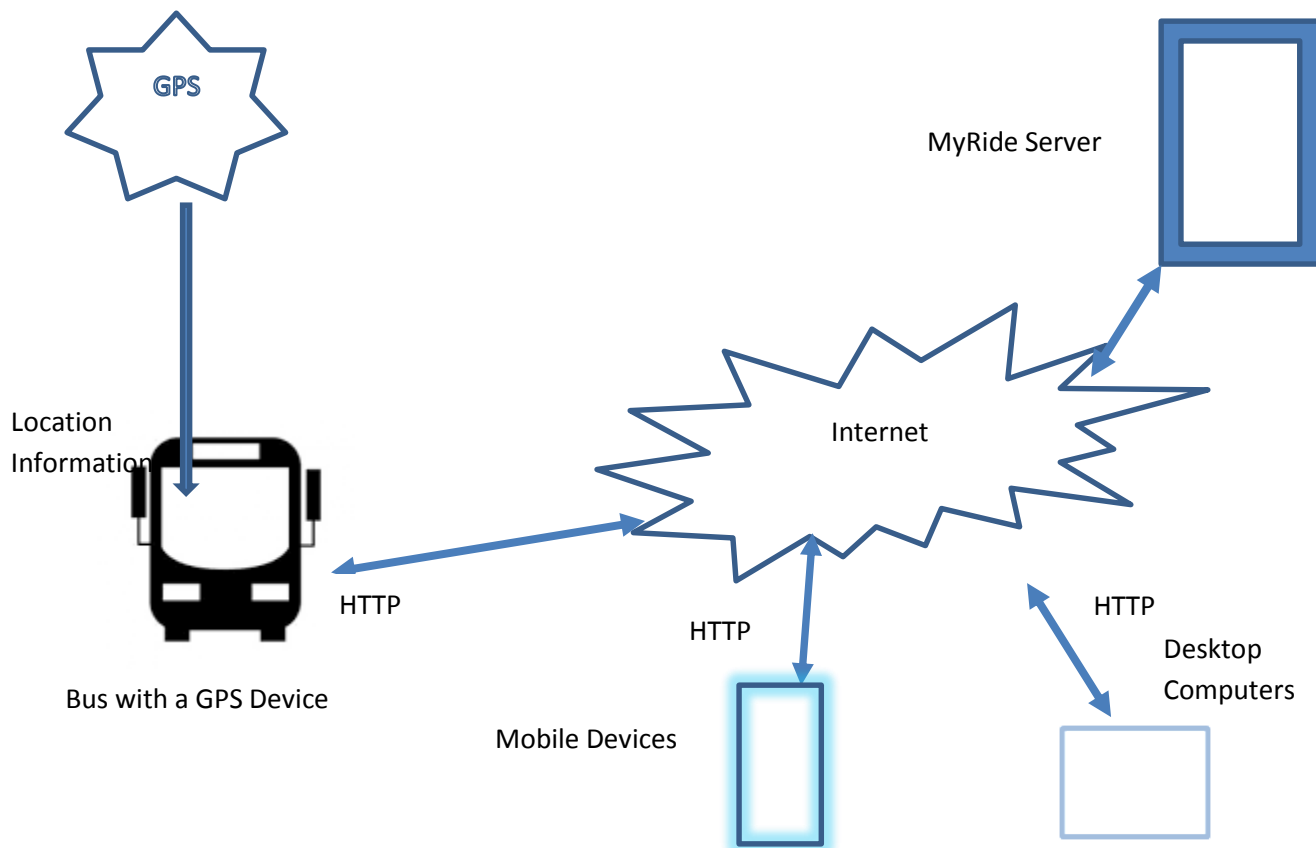 GPS
MyRide Server
Location
Information
Internet
HTTP
HTTP
HTTP
Desktop
Computers
Bus with a GPS Device
Mobile Devices